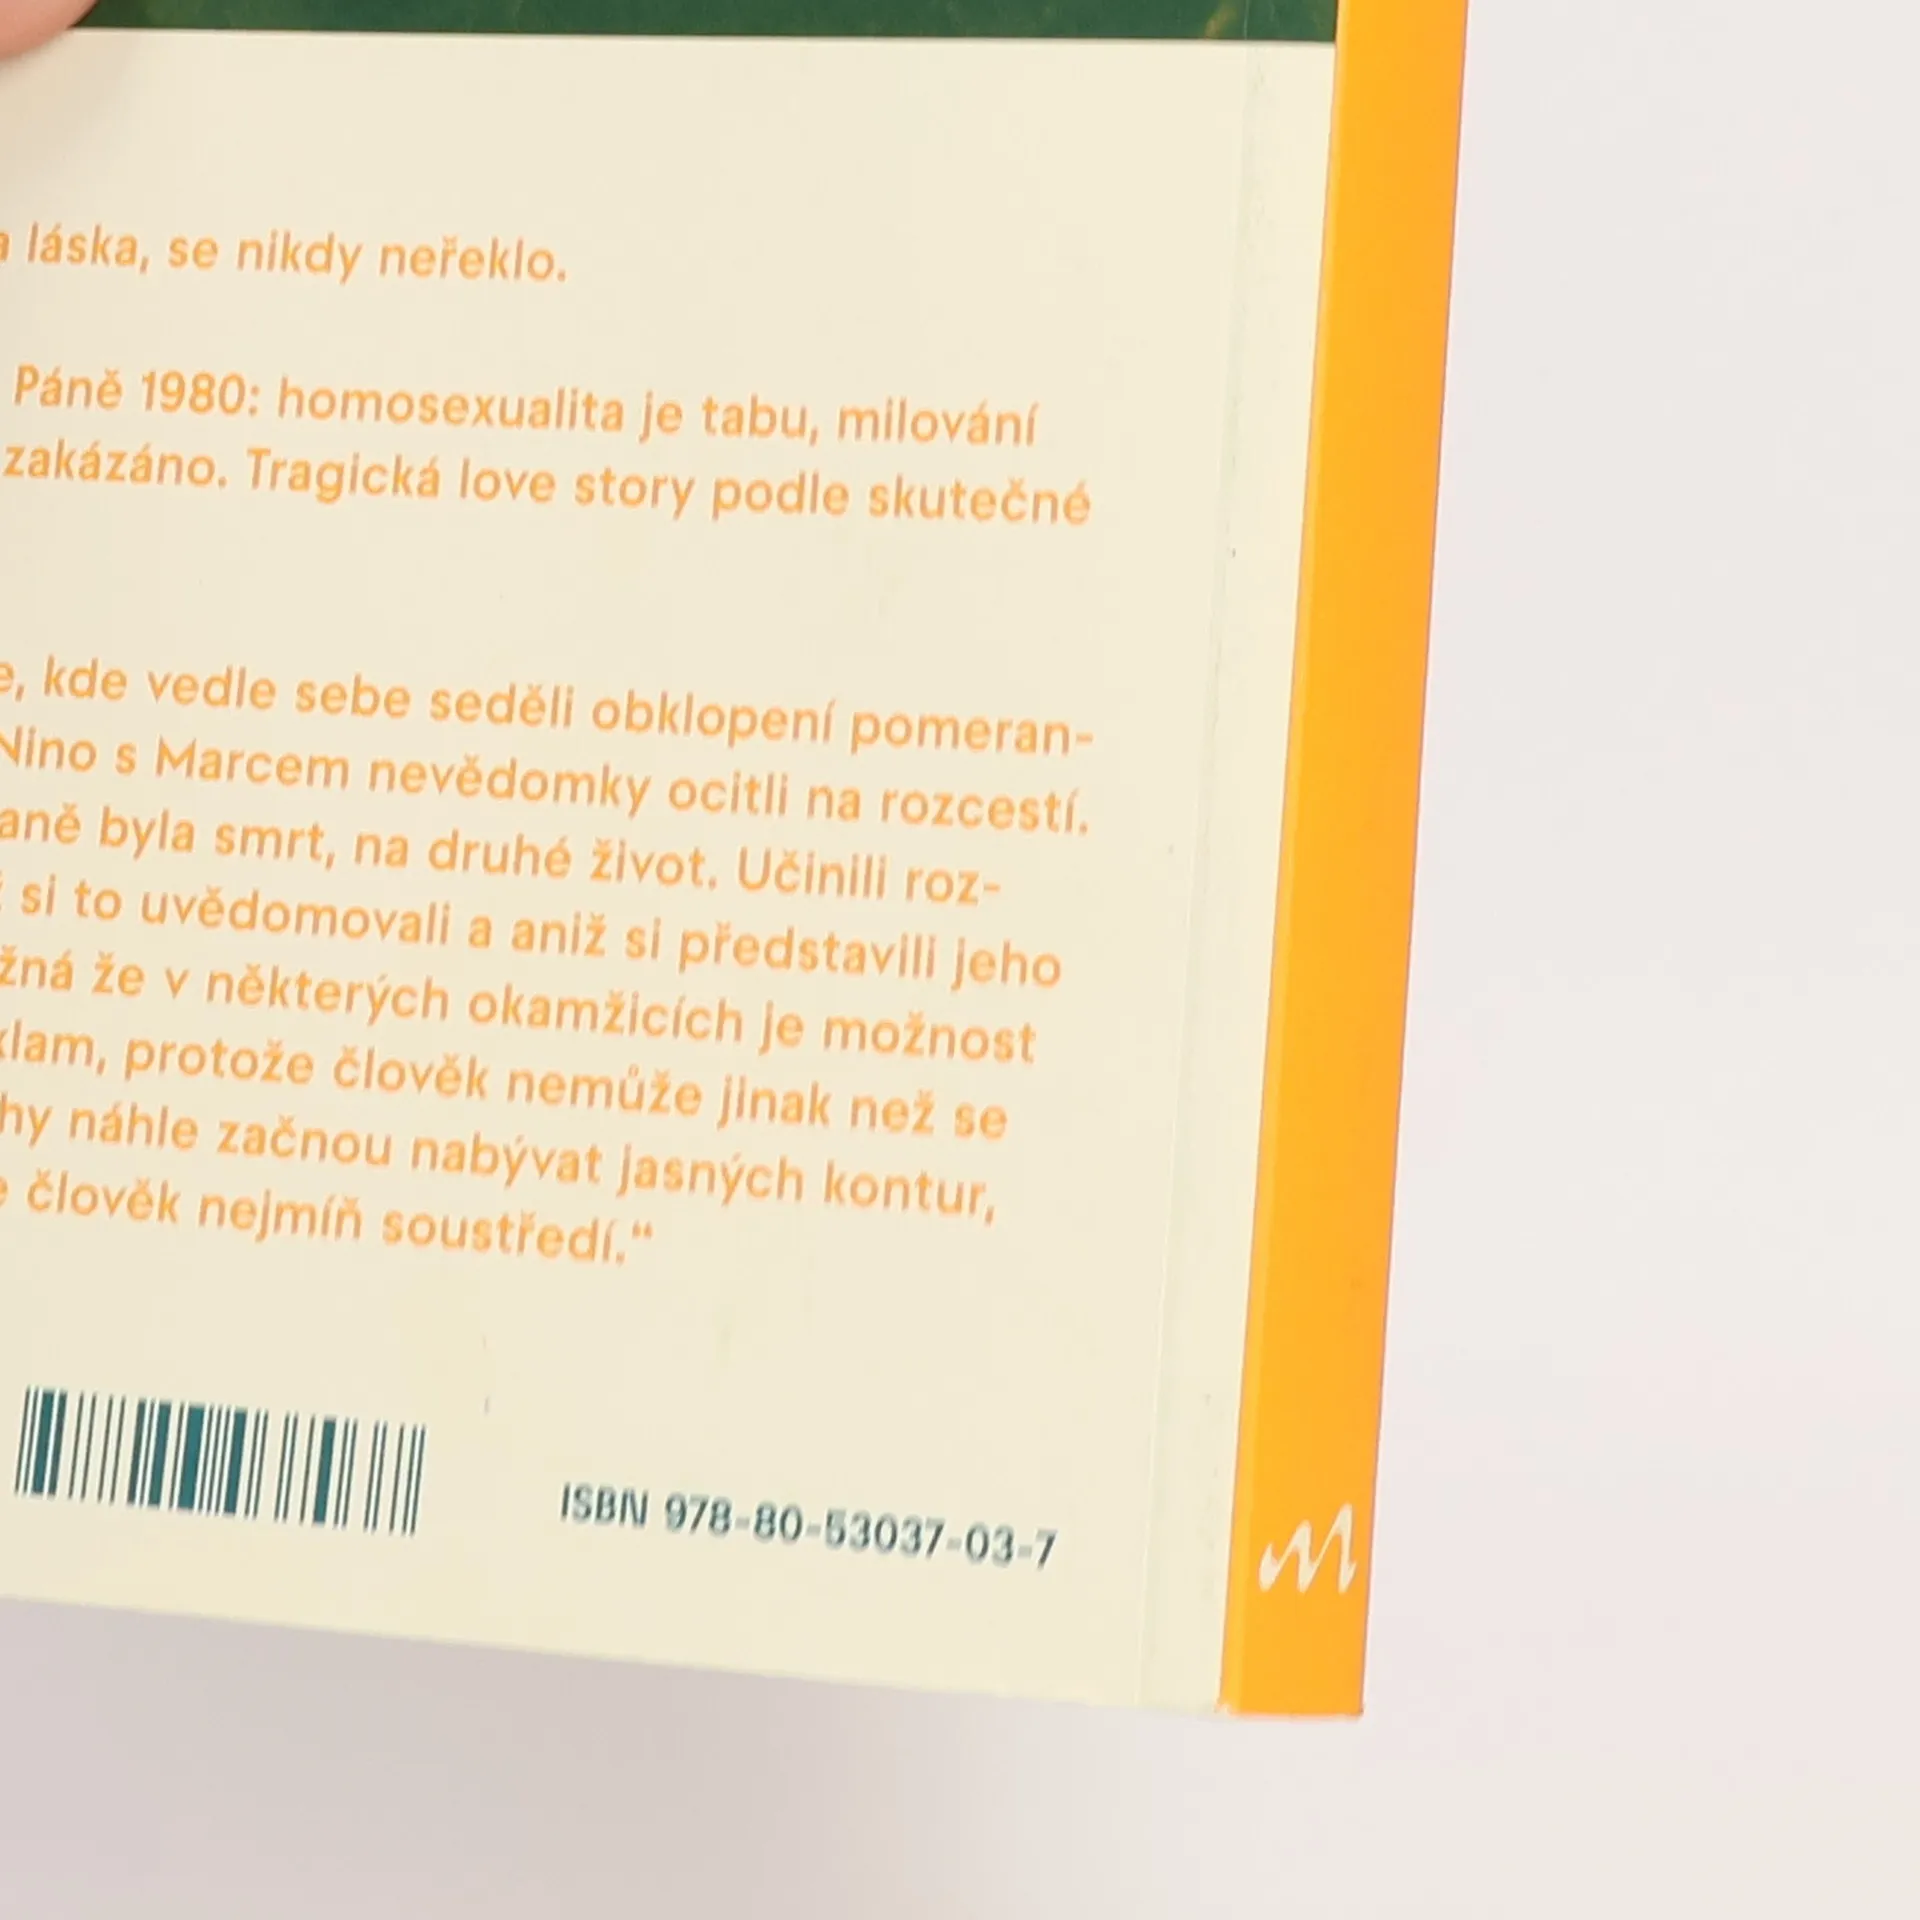 láska, se nikdy neřeklo.
Páně 1980: homosexualita je tabu, milování
zakázáno. Tragická love story podle skutečné
kde vedle sebe seděli obklopení pomeran-
Nino s Marcem nevědomky ocitli na rozcestí.
byla smrt, na druhé život. Učinili roz-
si to uvědomovali a aniž si představili jeho
že v některých okamžicích je možnost
protože člověk nemůže jinak než se
náhle začnou nabývat jasných kontur,
člověk nejmíň soustředí.“
ISBN 978-80-53037-03-7